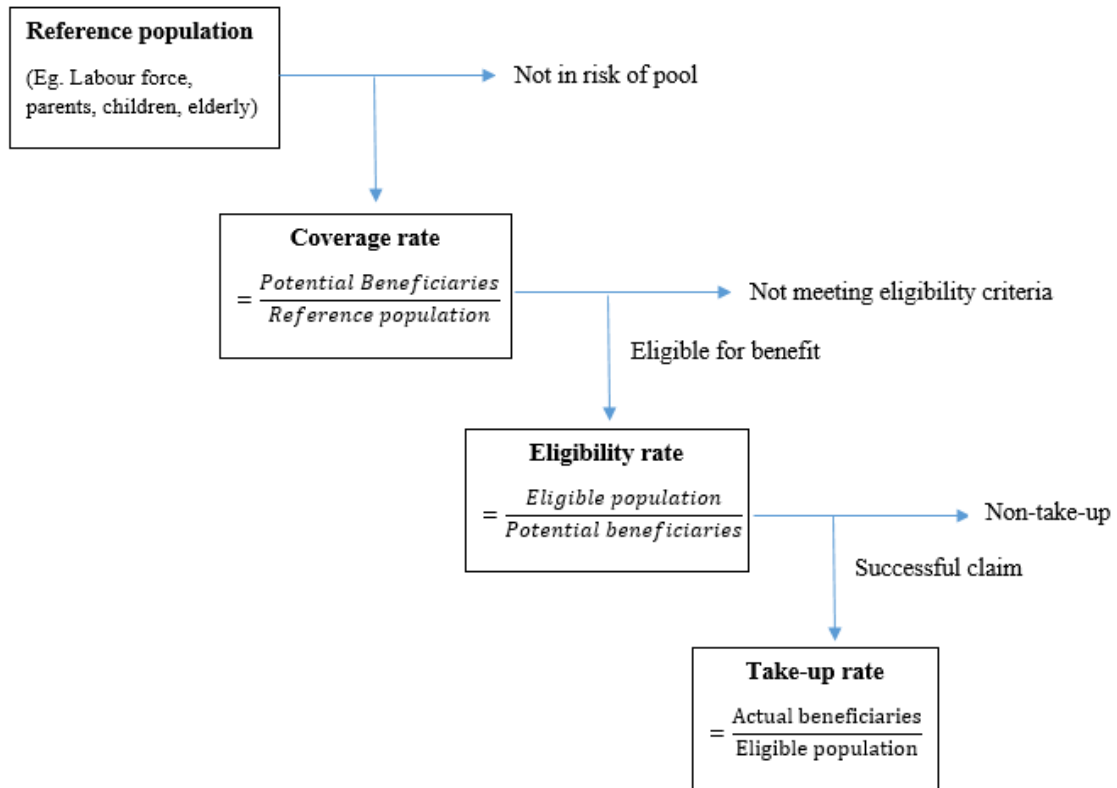 Reference population
(Eg. Labour force,
parents, children, elderly)
Not in risk of pool
Coverage rate
= Potential Beneficiaries
Reference population
Not meeting eligibility criteria
Eligible for benefit
Eligibility rate
= Eligible population
Potential beneficiaries
Non-take-up
Successful claim
Take-up rate
= Actual beneficiaries
Eligible population